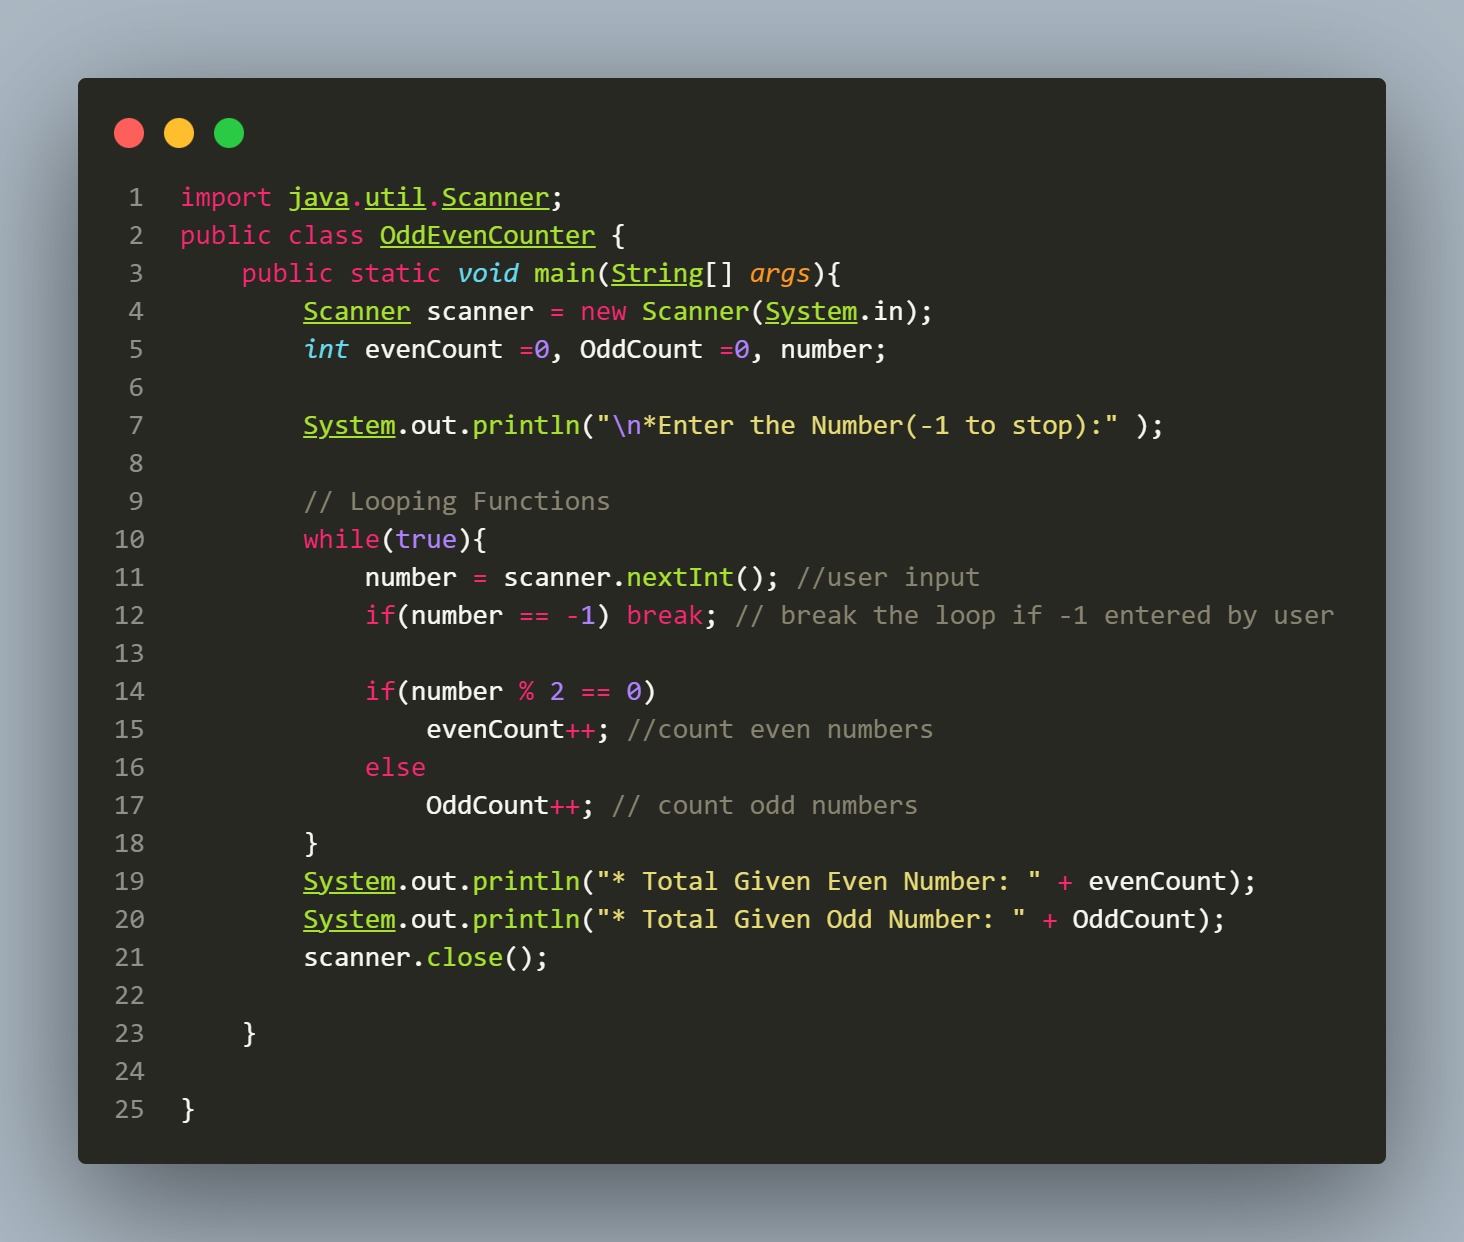 1 import java.util.Scanner;
2 public class OddEvenCounter {
3     public static void main(String[] args){
4         Scanner scanner = new Scanner(System.in);
5         int evenCount =0, OddCount =0, number;
6
7         System.out.println("\n*Enter the Number(-1 to stop):" );
8
9         // Looping Functions
10         while(true){
11             number = scanner.nextInt(); //user input
12             if(number == -1) break; // break the loop if -1 entered by user
13
14             if(number % 2 == 0)
15                 evenCount++; //count even numbers
16             else
17                 OddCount++; // count odd numbers
18         }
19         System.out.println("* Total Given Even Number: " + evenCount);
20         System.out.println("* Total Given Odd Number: " + OddCount);
21         scanner.close();
22
23     }
24
25 }